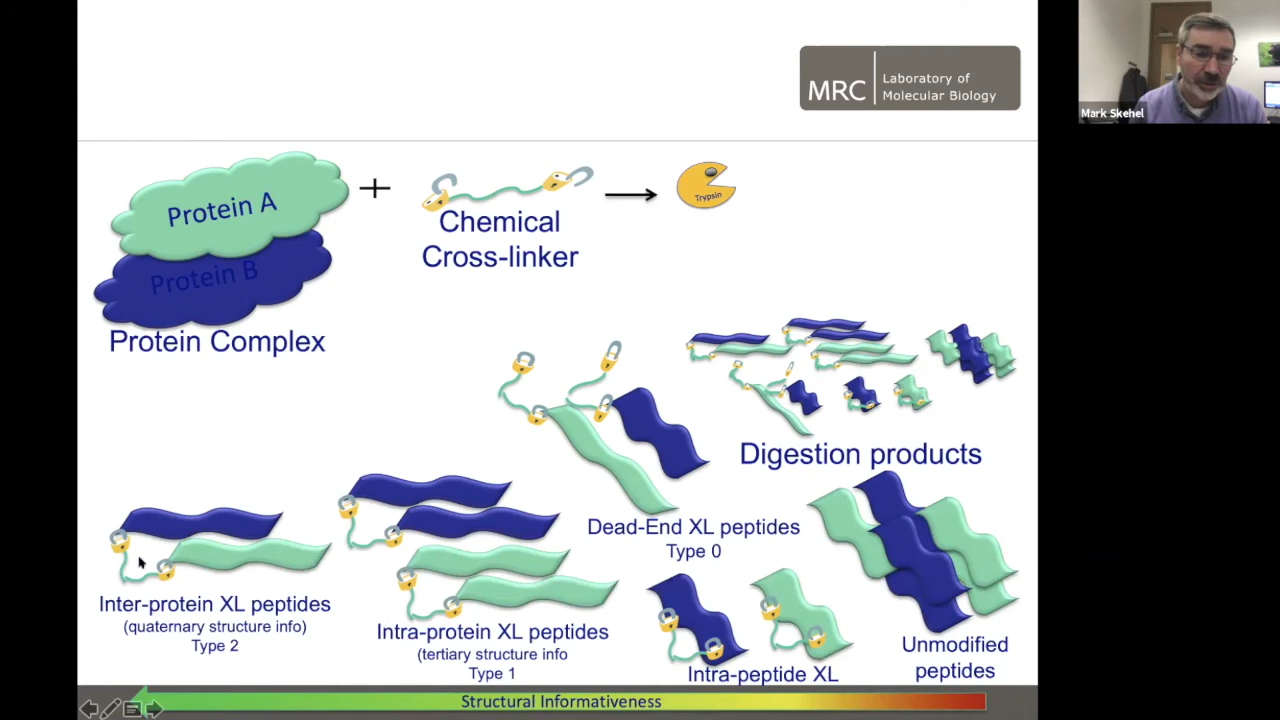 MRC
Laboratory of
Molecular Biology
Mark Skehel
Protein A
Protein B
Protein Complex
+
Chemical
Cross-linker
Trypsin
Digestion products
Dead-End XL peptides
Type 0
Inter-protein XL peptides
(quaternary structure info)
Type 2
Intra-protein XL peptides
(tertiary structure info
Type 1
Intra-peptide XL
Unmodified
peptides
Structural Informativeness